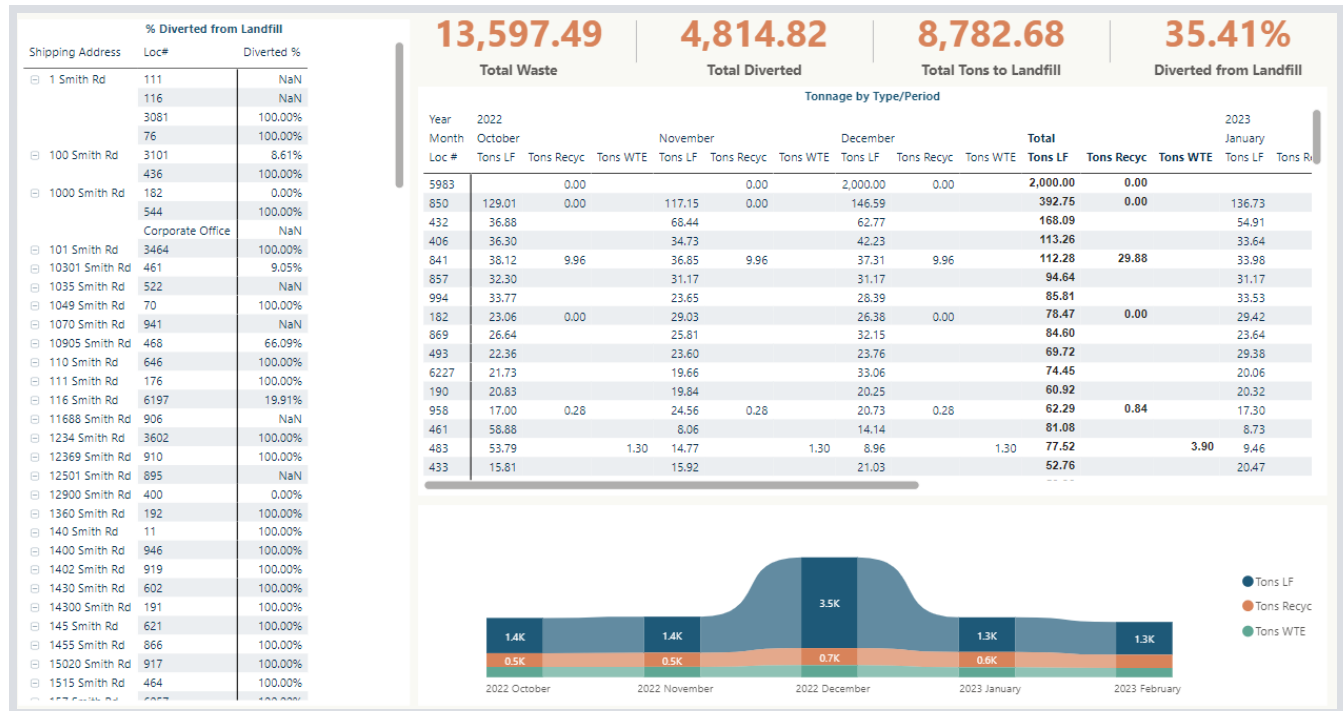 % Diverted from Landfill
Shipping Address Loc# Diverted %
1 Smith Rd 111 NaN
116 NaN
3081 100.00%
76 100.00%
100 Smith Rd 3101 8.61%
436 100.00%
1000 Smith Rd 182 0.00%
544 100.00%
Corporate Office NaN
101 Smith Rd 3464 100.00%
10301 Smith Rd 461 9.05%
1035 Smith Rd 522 NaN
1049 Smith Rd 70 100.00%
1070 Smith Rd 941 NaN
10905 Smith Rd 468 66.09%
110 Smith Rd 646 100.00%
111 Smith Rd 176 100.00%
116 Smith Rd 6197 19.91%
11688 Smith Rd 906 NaN
1234 Smith Rd 3602 100.00%
12369 Smith Rd 910 100.00%
12501 Smith Rd 895 NaN
12900 Smith Rd 400 0.00%
1360 Smith Rd 192 100.00%
140 Smith Rd 11 100.00%
1400 Smith Rd 946 100.00%
1402 Smith Rd 919 100.00%
1430 Smith Rd 602 100.00%
14300 Smith Rd 191 100.00%
145 Smith Rd 621 100.00%
1455 Smith Rd 866 100.00%
15020 Smith Rd 917 100.00%
1515 Smith Rd 464 100.00%
13,597.49 4,814.82 8,782.68 35.41%
Total Waste Total Diverted Total Tons to Landfill Diverted from Landfill
Tonnage by Type/Period
Year 2022 2023
Month October November December Total January
Loc # Tons LF Tons Recyc Tons WTE Tons LF Tons Recyc Tons WTE Tons LF Tons Recyc Tons WTE Tons LF Tons Recyc Tons WTE Tons LF Tons
5983 0.00 0.00 2,000.00 0.00 2,000.00 0.00
850 129.01 0.00 117.15 0.00 146.59 392.75 0.00 136.73
432 36.88 68.44 62.77 168.09 54.91
406 36.30 34.73 42.23 113.26 33.64
841 38.12 9.96 36.85 9.96 37.31 9.96 112.28 29.88 33.98
857 32.30 31.17 31.17 94.64 31.17
994 33.77 23.65 28.39 85.81 33.53
182 23.06 0.00 29.03 26.38 0.00 78.47 0.00 29.42
869 26.64 25.81 32.15 84.60 23.64
493 22.36 23.60 23.76 69.72 29.38
6227 21.73 19.66 33.06 74.45 20.06
190 20.83 19.84 20.25 60.92 20.32
958 17.00 0.28 24.56 0.28 20.73 0.28 62.29 0.84 17.30
461 58.88 8.06 14.14 81.08 8.73
483 53.79 1.30 14.77 1.30 8.96 1.30 77.52 3.90 9.46
433 15.81 15.92 21.03 52.76 20.47
3.5K
1.4K 1.4K 1.3K 1.3K
0.5K 0.5K 0.7K 0.6K
2022 October 2022 November 2022 December 2023 January 2023 February
Tons LF
Tons Recyc
Tons WTE